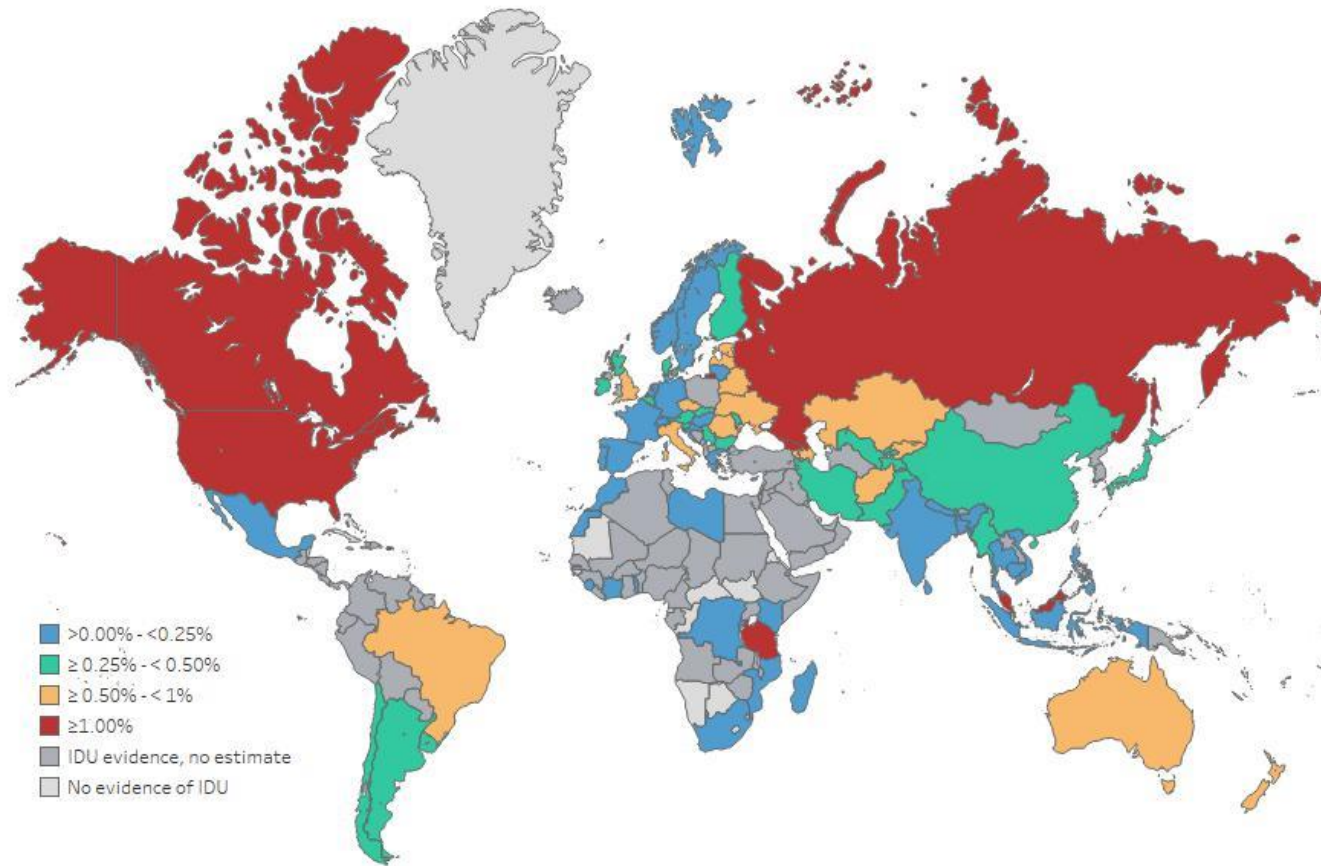 >0.00% - <0.25%
≥ 0.25% - < 0.50%
≥ 0.50% - < 1%
≥1.00%
IDU evidence, no estimate
No evidence of IDU